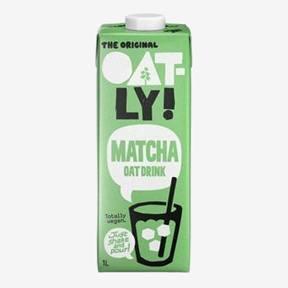 THE ORIGINAL
OAT-
LY!
MATCHA
OAT DRINK
Totally
vegan.
Just
shake
and
pour!
1L